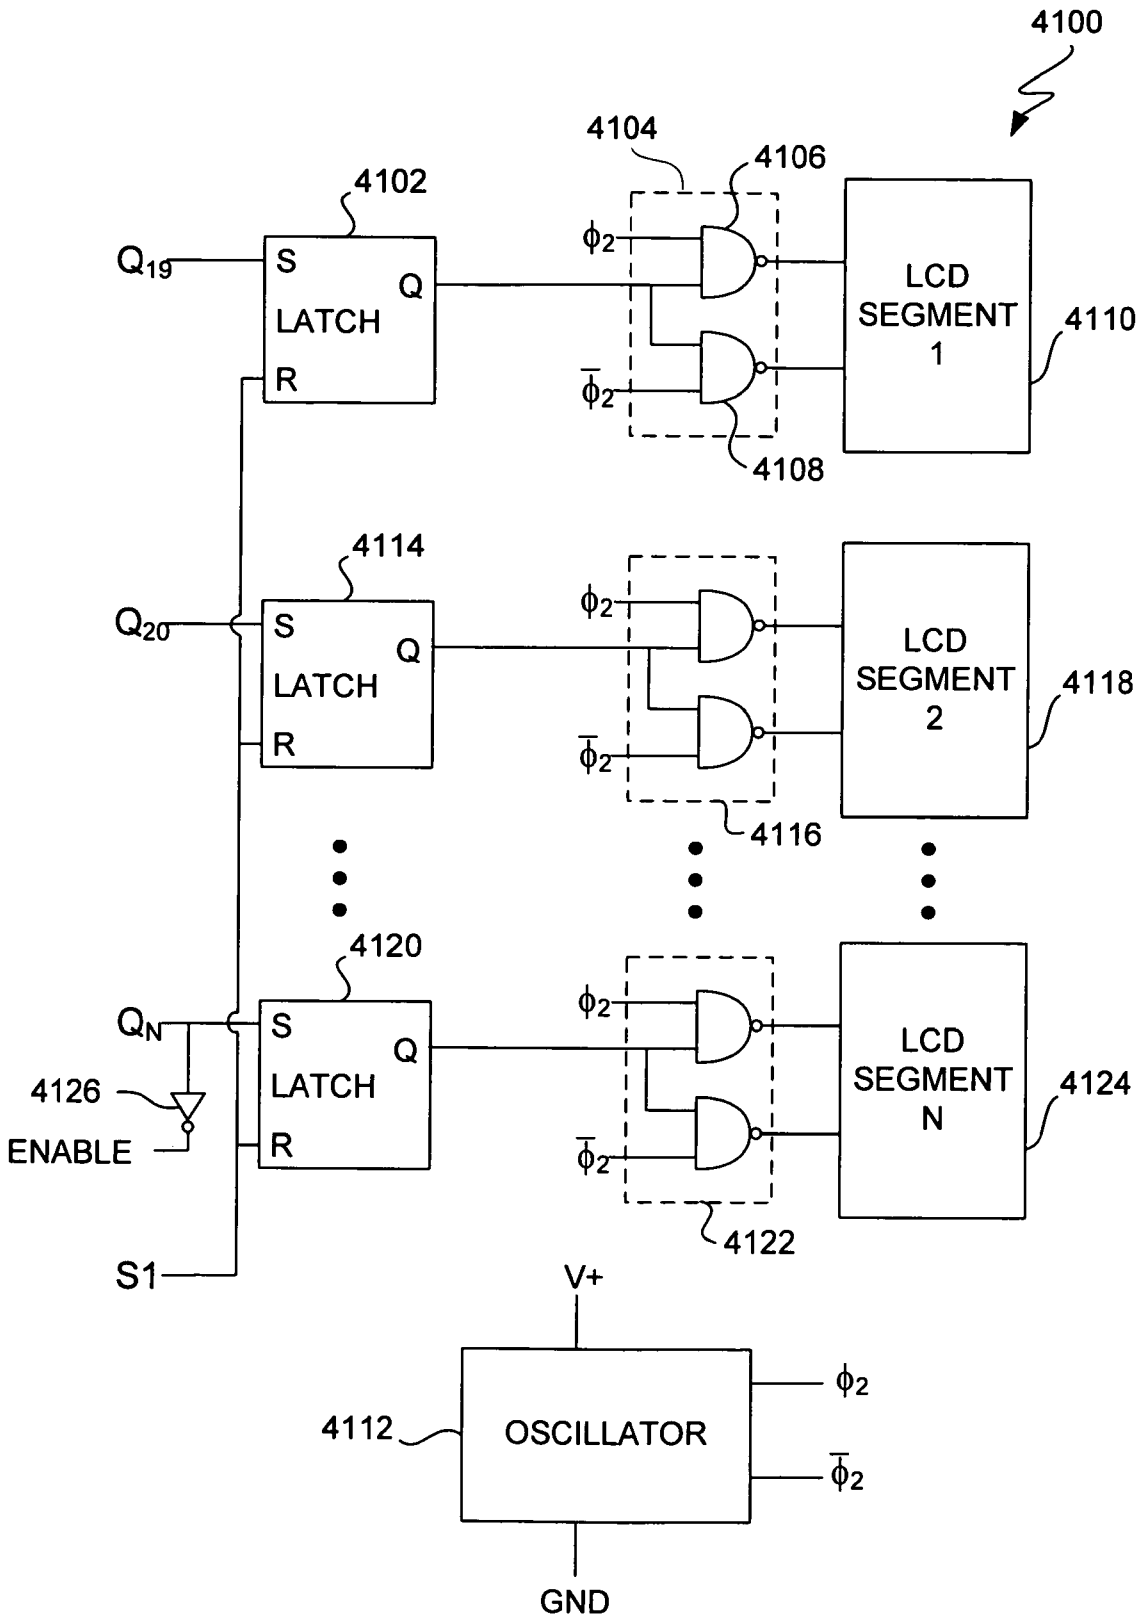 4100
4104
4106
4102
Q19
S
Q
LATCH
R
ϕ2
ϕ̅2
LCD
SEGMENT
1
4110
4108
4114
Q20
S
Q
LATCH
R
ϕ2
ϕ̅2
LCD
SEGMENT
2
4118
4116
4120
QN
S
Q
LATCH
R
4126
ENABLE
ϕ2
ϕ̅2
LCD
SEGMENT
N
4124
4122
S1
V+
4112
OSCILLATOR
ϕ2
ϕ̅2
GND